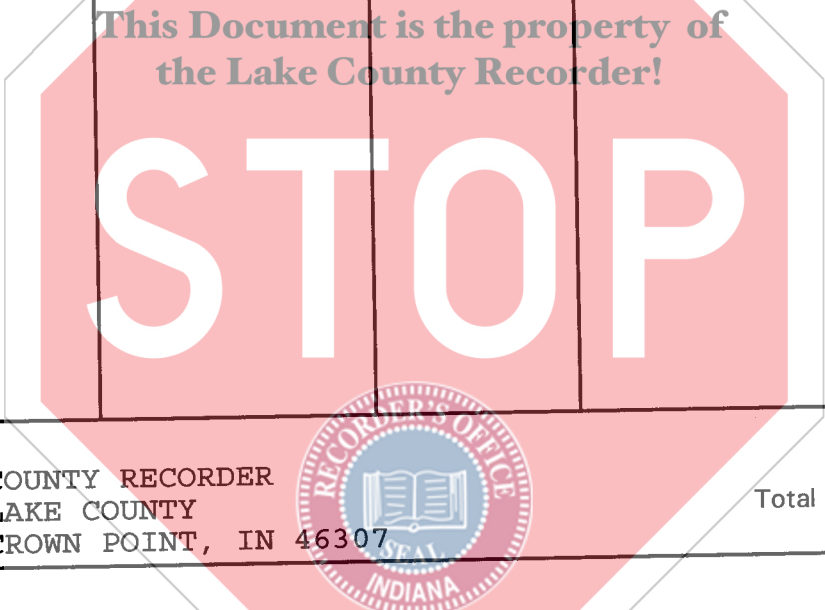 This Document is the property of
the Lake County Recorder!
STOP
RECORDER'S OFFICE
COUNTY RECORDER
LAKE COUNTY
Total
CROWN POINT, IN 46307
SEAL
INDIANA